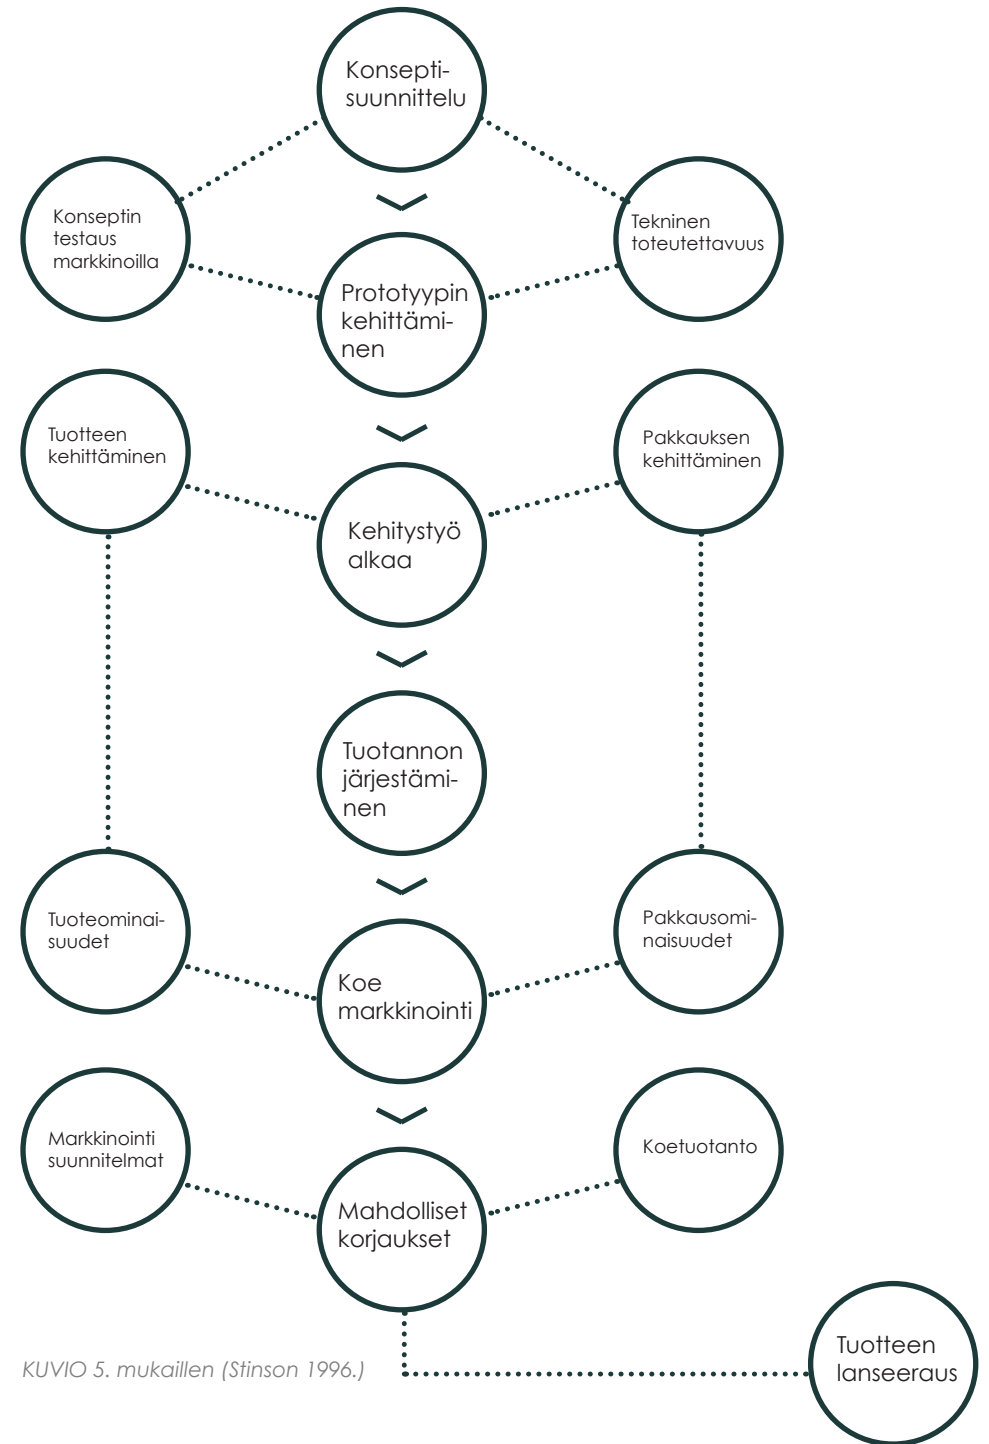 Konsepti-
suunnittelu
Konseptin
testaus
markkinoilla
Tekninen
toteutettavuus
Prototyypin
kehittämi-
nen
Tuotteen
kehittäminen
Pakkauksen
kehittäminen
Kehitystyö
alkaa
Tuotannon
järjestämi-
nen
Tuoteominai-
suudet
Pakkausomi-
naisuudet
Koe
markkinointi
Markkinointi
suunnitelmat
Koetuotanto
Mahdolliset
korjaukset
Tuotteen
lanseeraus
KUVIO 5. mukaillen (Stinson 1996.)